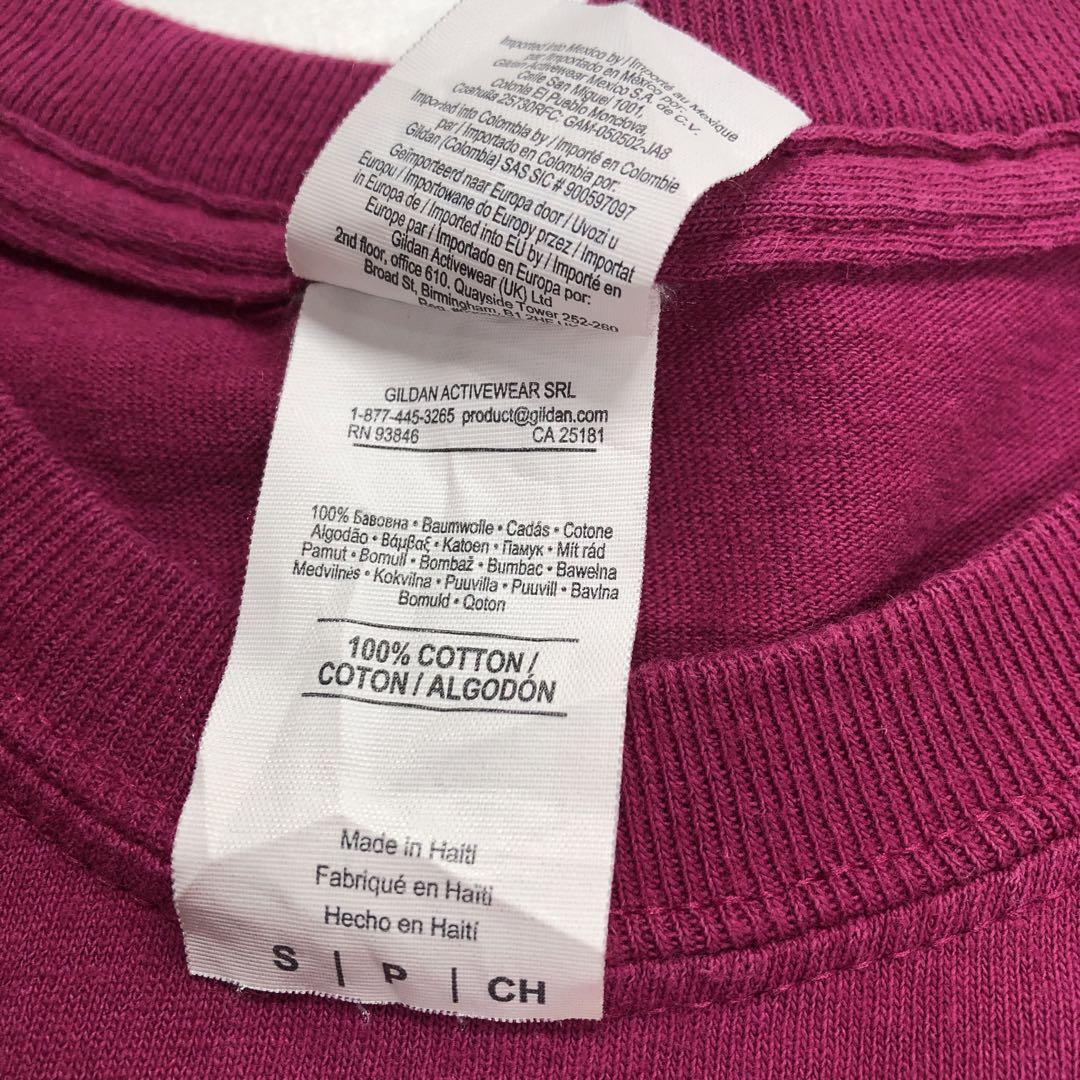 Imported into Mexico by / Importé au Mexique
par / Importado en México por:
Gildan Activewear Mexico S.A. de C.V.
Calle San Miguel 1001,
Colonia El Pueblo Monclova,
Coahuila 25730RFC: GAM-050502-JA8
Imported into Colombia by / Importé en Colombie
par / Importado en Colombia por:
Gildan (Colombia) SAS SIC # 900597097
Geïmporteerd naar Europa door / Uvozi u
Europu / Importowane do Europy przez / Importat
in Europa de / Imported into EU by / Importé en
Europe par / Importado en Europa por:
Gildan Activewear (UK) Ltd
2nd floor, office 610, Quayside Tower 252-260
Broad St, Birmingham, B1 2HF
GILDAN ACTIVEWEAR SRL
1-877-445-3265 product@gildan.com
RN 93846 CA 25181
100% Бавовна • Baumwolle • Cadás • Cotone
Algodão • Βάμβαξ • Katoen • Памук • Mit rád
Pamut • Bomull • Bombaž • Bumbac • Bawełna
Medvilnės • Kokvilna • Puuvilla • Puuvill • Bavlna
Bomuld • Qoton
100% COTTON /
COTON / ALGODÓN
Made in Haiti
Fabriqué en Haïti
Hecho en Haití
S | P | CH